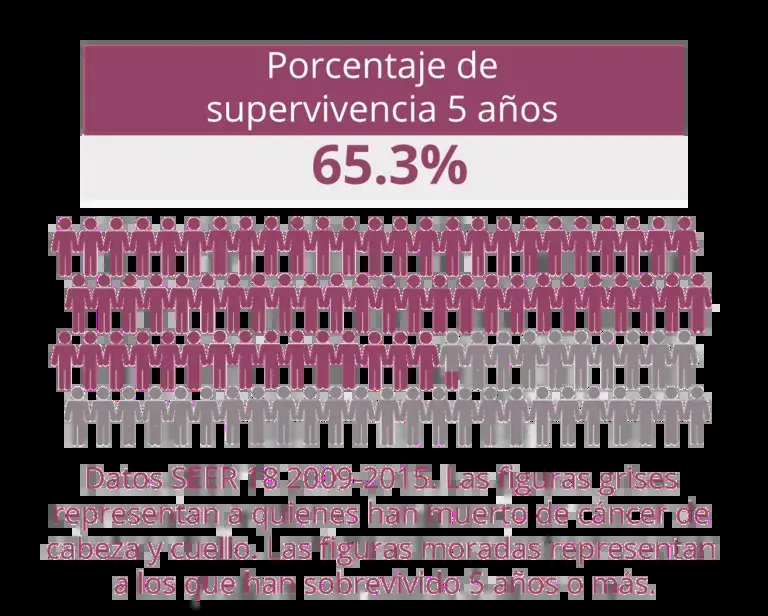 Porcentaje de
supervivencia 5 años
65.3%
Datos SEER 18 2009-2015. Las figuras grises
representan a quienes han muerto de cáncer de
cabeza y cuello. Las figuras moradas representan
a los que han sobrevivido 5 años o más.